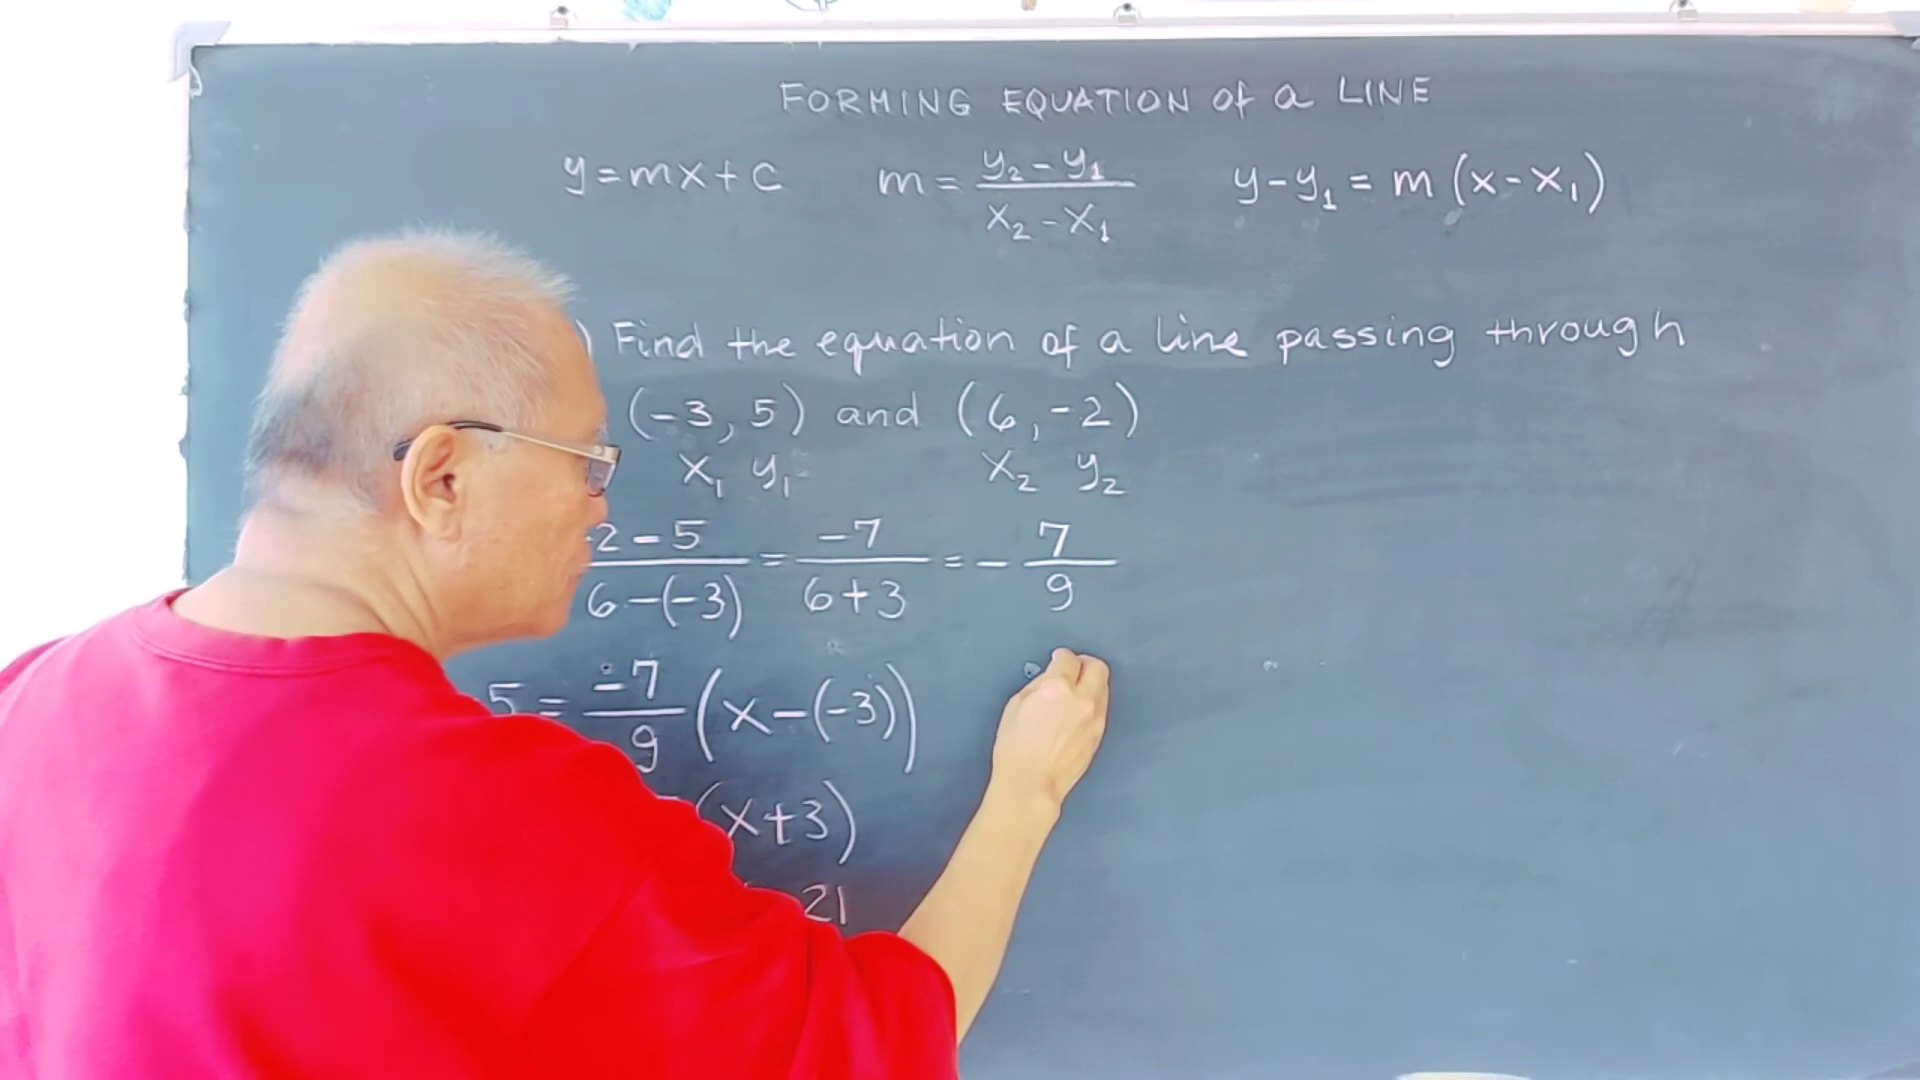 FORMING EQUATION of a LINE
y=mx+c m = y₂-y₁ / x₂-x₁ y-y₁ = m (x-x₁)
) Find the equation of a line passing through
(-3, 5) and (6, -2)
x₁ y₁ x₂ y₂
-2-5 / 6-(-3) = -7 / 6+3 = - 7 / 9
5 = -7 / 9 (x-(-3))
(x+3)
21